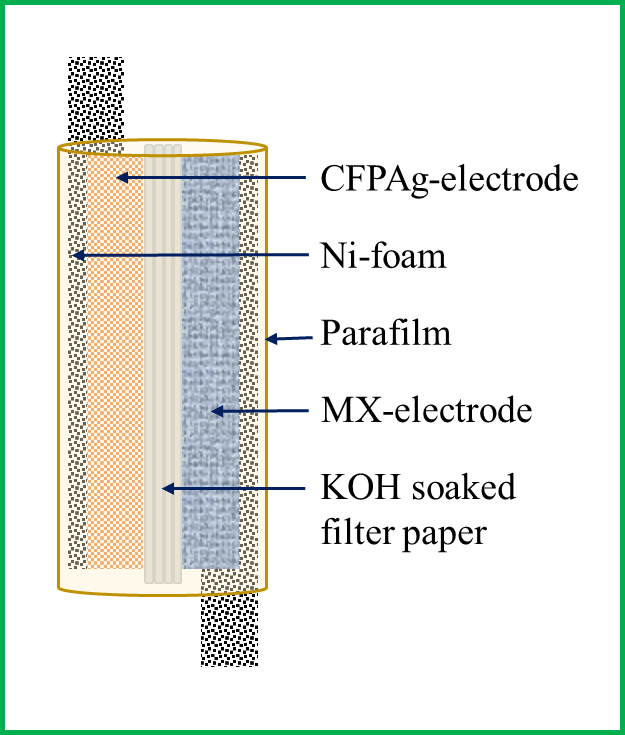 CFPAg-electrode
Ni-foam
Parafilm
MX-electrode
KOH soaked
filter paper